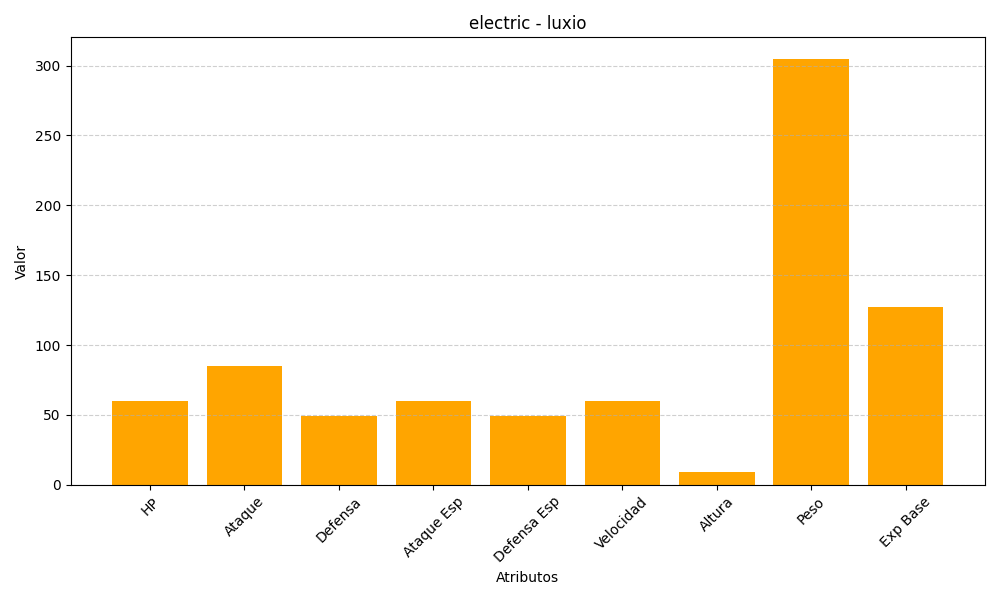 electric - luxio
Valor
300
250
200
150
100
50
0
HP
Ataque
Defensa
Ataque Esp
Defensa Esp
Velocidad
Altura
Peso
Exp Base
Atributos